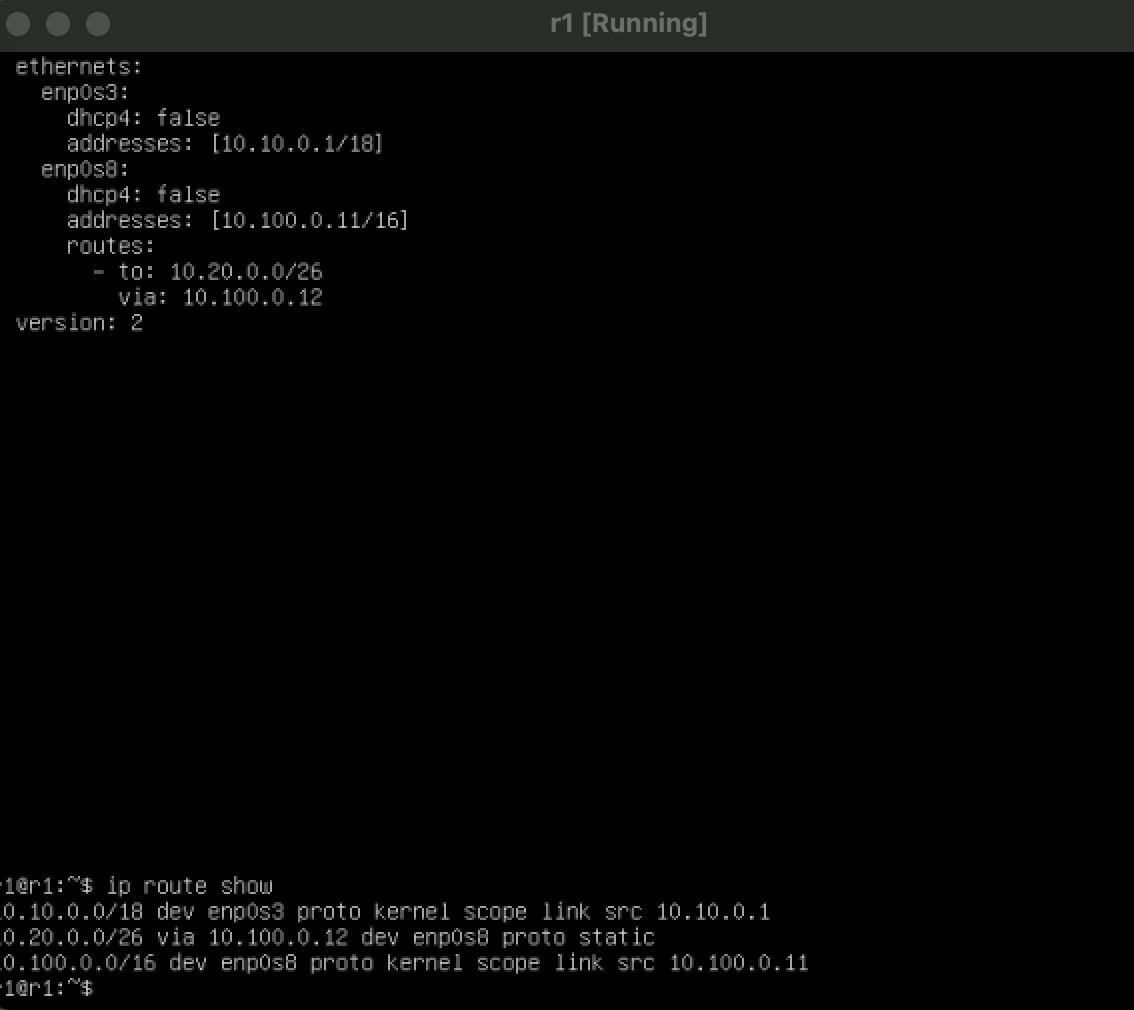 r1 [Running]
ethernets:
  enp0s3:
    dhcp4: false
    addresses: [10.10.0.1/18]
  enp0s8:
    dhcp4: false
    addresses: [10.100.0.11/16]
    routes:
      - to: 10.20.0.0/26
        via: 10.100.0.12
version: 2
r1@r1:~$ ip route show
0.10.0.0/18 dev enp0s3 proto kernel scope link src 10.10.0.1
0.20.0.0/26 via 10.100.0.12 dev enp0s8 proto static
0.100.0.0/16 dev enp0s8 proto kernel scope link src 10.100.0.11
r1@r1:~$